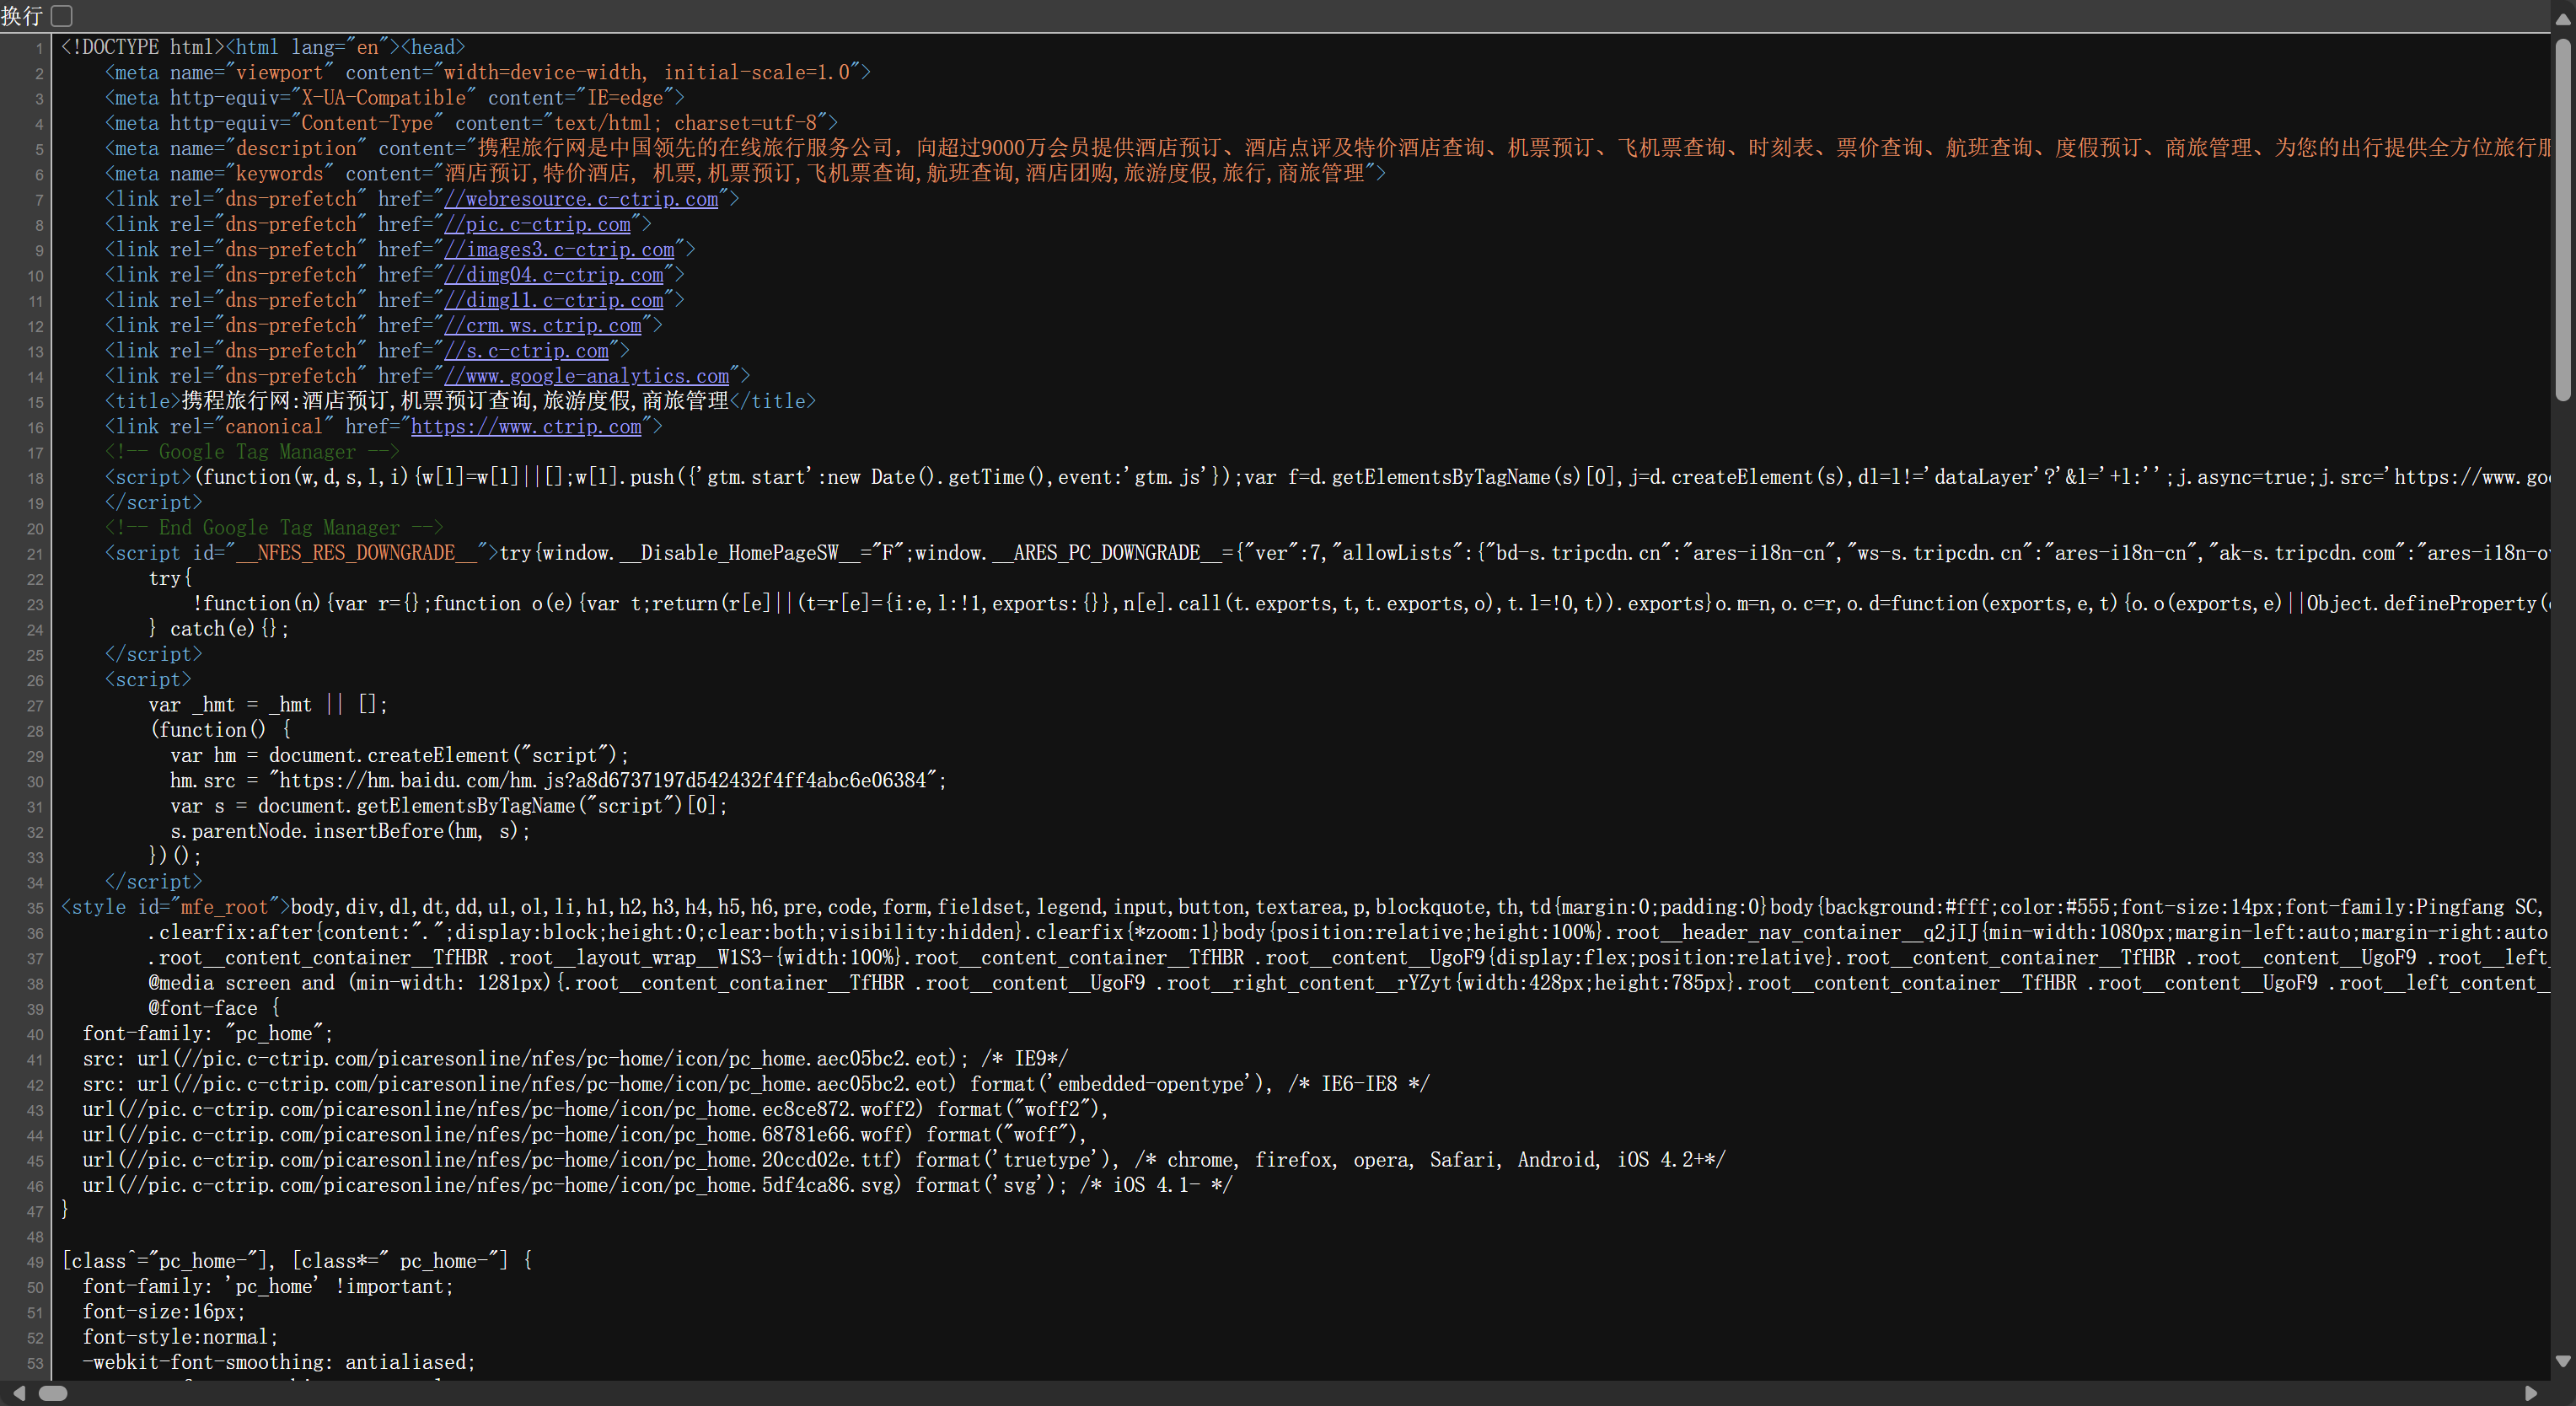 换行
1 <!DOCTYPE html><html lang="en"><head>
2     <meta name="viewport" content="width=device-width, initial-scale=1.0">
3     <meta http-equiv="X-UA-Compatible" content="IE=edge">
4     <meta http-equiv="Content-Type" content="text/html; charset=utf-8">
5     <meta name="description" content="携程旅行网是中国领先的在线旅行服务公司，向超过9000万会员提供酒店预订、酒店点评及特价酒店查询、机票预订、飞机票查询、时刻表、票价查询、航班查询、度假预订、商旅管理、为您的出行提供全方位旅行
6     <meta name="keywords" content="酒店预订,特价酒店, 机票,机票预订,飞机票查询,航班查询,酒店团购,旅游度假,旅行,商旅管理">
7     <link rel="dns-prefetch" href="//webresource.c-ctrip.com">
8     <link rel="dns-prefetch" href="//pic.c-ctrip.com">
9     <link rel="dns-prefetch" href="//images3.c-ctrip.com">
10     <link rel="dns-prefetch" href="//dimg04.c-ctrip.com">
11     <link rel="dns-prefetch" href="//dimg11.c-ctrip.com">
12     <link rel="dns-prefetch" href="//crm.ws.ctrip.com">
13     <link rel="dns-prefetch" href="//s.c-ctrip.com">
14     <link rel="dns-prefetch" href="//www.google-analytics.com">
15     <title>携程旅行网:酒店预订,机票预订查询,旅游度假,商旅管理</title>
16     <link rel="canonical" href="https://www.ctrip.com">
17     <!-- Google Tag Manager -->
18     <script>(function(w,d,s,l,i){w[l]=w[l]||[];w[l].push({'gtm.start':new Date().getTime(),event:'gtm.js'});var f=d.getElementsByTagName(s)[0],j=d.createElement(s),dl=l!='dataLayer'?'&l='+l:'';j.async=true;j.src='https://www.go
19     </script>
20     <!-- End Google Tag Manager -->
21     <script id="__NFES_RES_DOWNGRADE__">try{window.__Disable_HomePageSW__="F";window.__ARES_PC_DOWNGRADE__={"ver":7,"allowLists":{"bd-s.tripcdn.cn":"ares-i18n-cn","ws-s.tripcdn.cn":"ares-i18n-cn","ak-s.tripcdn.com":"ares-i18n-o
22         try{
23             !function(n){var r={};function o(e){var t;return(r[e]||(t=r[e]={i:e,l:!1,exports:{}},n[e].call(t.exports,t,t.exports,o),t.l=!0,t)).exports}o.m=n,o.c=r,o.d=function(exports,e,t){o.o(exports,e)||Object.defineProperty(
24         } catch(e){};
25     </script>
26     <script>
27         var _hmt = _hmt || [];
28         (function() {
29           var hm = document.createElement("script");
30           hm.src = "https://hm.baidu.com/hm.js?a8d6737197d542432f4ff4abc6e06384";
31           var s = document.getElementsByTagName("script")[0];
32           s.parentNode.insertBefore(hm, s);
33         })();
34     </script>
35 <style id="mfe_root">body,div,dl,dt,dd,ul,ol,li,h1,h2,h3,h4,h5,h6,pre,code,form,fieldset,legend,input,button,textarea,p,blockquote,th,td{margin:0;padding:0}body{background:#fff;color:#555;font-size:14px;font-family:Pingfang SC,
36         .clearfix:after{content:".";display:block;height:0;clear:both;visibility:hidden}.clearfix{*zoom:1}body{position:relative;height:100%}.root__header_nav_container__q2jIJ{min-width:1080px;margin-left:auto;margin-right:auto
37         .root__content_container__TfHBR .root__layout_wrap__W1S3-{width:100%}.root__content_container__TfHBR .root__content__UgoF9{display:flex;position:relative}.root__content_container__TfHBR .root__content__UgoF9 .root__left_
38         @media screen and (min-width: 1281px){.root__content_container__TfHBR .root__content__UgoF9 .root__right_content__rYZyt{width:428px;height:785px}.root__content_container__TfHBR .root__content__UgoF9 .root__left_content__
39         @font-face {
40   font-family: "pc_home";
41   src: url(//pic.c-ctrip.com/picaresonline/nfes/pc-home/icon/pc_home.aec05bc2.eot); /* IE9*/
42   src: url(//pic.c-ctrip.com/picaresonline/nfes/pc-home/icon/pc_home.aec05bc2.eot) format('embedded-opentype'), /* IE6-IE8 */
43   url(//pic.c-ctrip.com/picaresonline/nfes/pc-home/icon/pc_home.ec8ce872.woff2) format("woff2"),
44   url(//pic.c-ctrip.com/picaresonline/nfes/pc-home/icon/pc_home.68781e66.woff) format("woff"),
45   url(//pic.c-ctrip.com/picaresonline/nfes/pc-home/icon/pc_home.20ccd02e.ttf) format('truetype'), /* chrome, firefox, opera, Safari, Android, iOS 4.2+*/
46   url(//pic.c-ctrip.com/picaresonline/nfes/pc-home/icon/pc_home.5df4ca86.svg) format('svg'); /* iOS 4.1- */
47 }
48
49 [class^="pc_home-"], [class*=" pc_home-"] {
50   font-family: 'pc_home' !important;
51   font-size:16px;
52   font-style:normal;
53   -webkit-font-smoothing: antialiased;